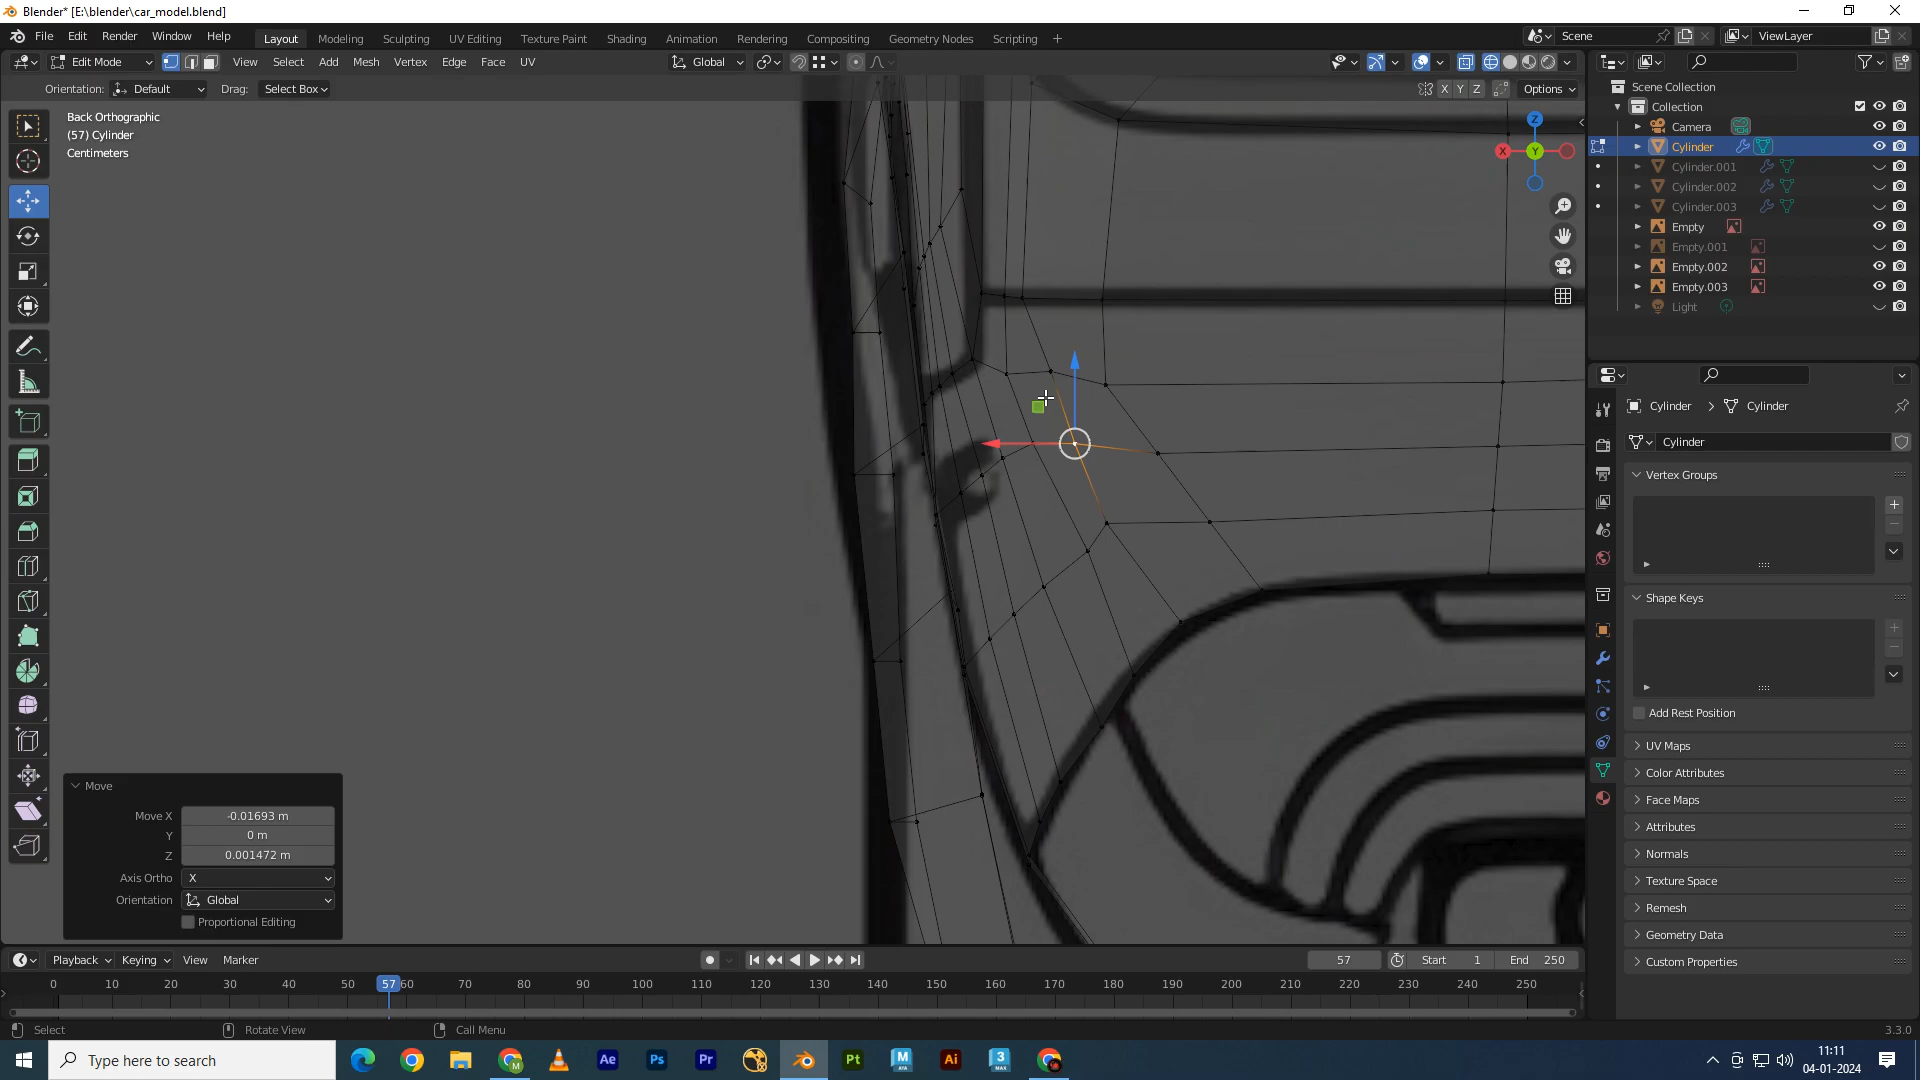 Blender* [E:\blender\car_model.blend]
File Edit Render Window Help
Layout Modeling Sculpting UV Editing Texture Paint Shading Animation Rendering Compositing Geometry Nodes Scripting +
Scene
ViewLayer
Edit Mode View Select Add Mesh Vertex Edge Face UV
Global
Orientation: Default Drag: Select Box
X Y Z Options
Back Orthographic
(57) Cylinder
Centimeters
Z
X Y
Scene Collection
Collection
Camera
Cylinder
Cylinder.001
Cylinder.002
Cylinder.003
Empty
Empty.001
Empty.002
Empty.003
Light
Cylinder > Cylinder
Cylinder
Vertex Groups
Shape Keys
Add Rest Position
UV Maps
Color Attributes
Face Maps
Attributes
Normals
Texture Space
Remesh
Geometry Data
Custom Properties
Move
Move X -0.01693 m
Y 0 m
Z 0.001472 m
Axis Ortho X
Orientation Global
Proportional Editing
Playback Keying View Marker
57 Start 1 End 250
0 10 20 30 40 50 57 60 70 80 90 100 110 120 130 140 150 160 170 180 190 200 210 220 230 240 250
Select Rotate View Call Menu
3.3.0
Type here to search
Ae Ps Pr Pt M Ai 3
M
AYA
MAX
11:11
04-01-2024